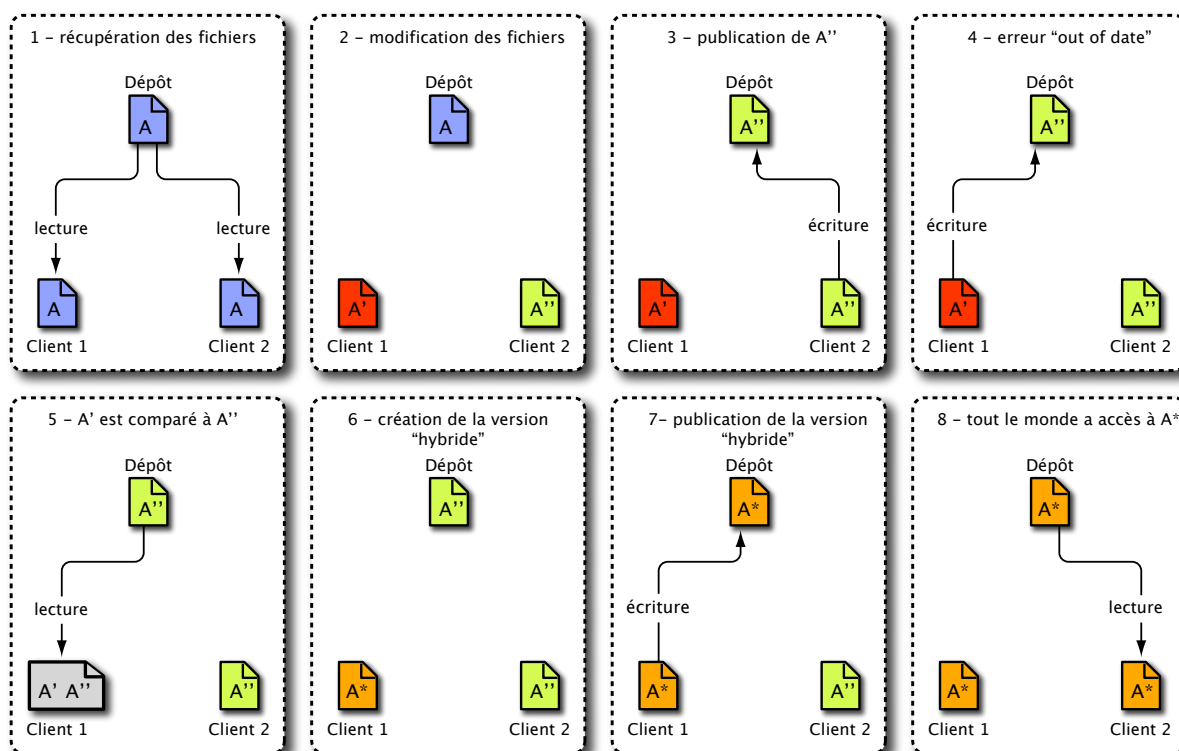 1 - récupération des fichiers
Dépôt
A
lecture
lecture
A
A
Client 1
Client 2
2 - modification des fichiers
Dépôt
A
A'
A''
Client 1
Client 2
3 - publication de A''
Dépôt
A''
écriture
A'
A''
Client 1
Client 2
4 - erreur “out of date”
Dépôt
A''
écriture
A'
A''
Client 1
Client 2
5 - A' est comparé à A''
Dépôt
A''
lecture
A' A''
A''
Client 1
Client 2
6 - création de la version
“hybride”
Dépôt
A''
A*
A''
Client 1
Client 2
7- publication de la version
“hybride”
Dépôt
A*
écriture
A*
A''
Client 1
Client 2
8 - tout le monde a accès à A*
Dépôt
A*
lecture
A*
A*
Client 1
Client 2